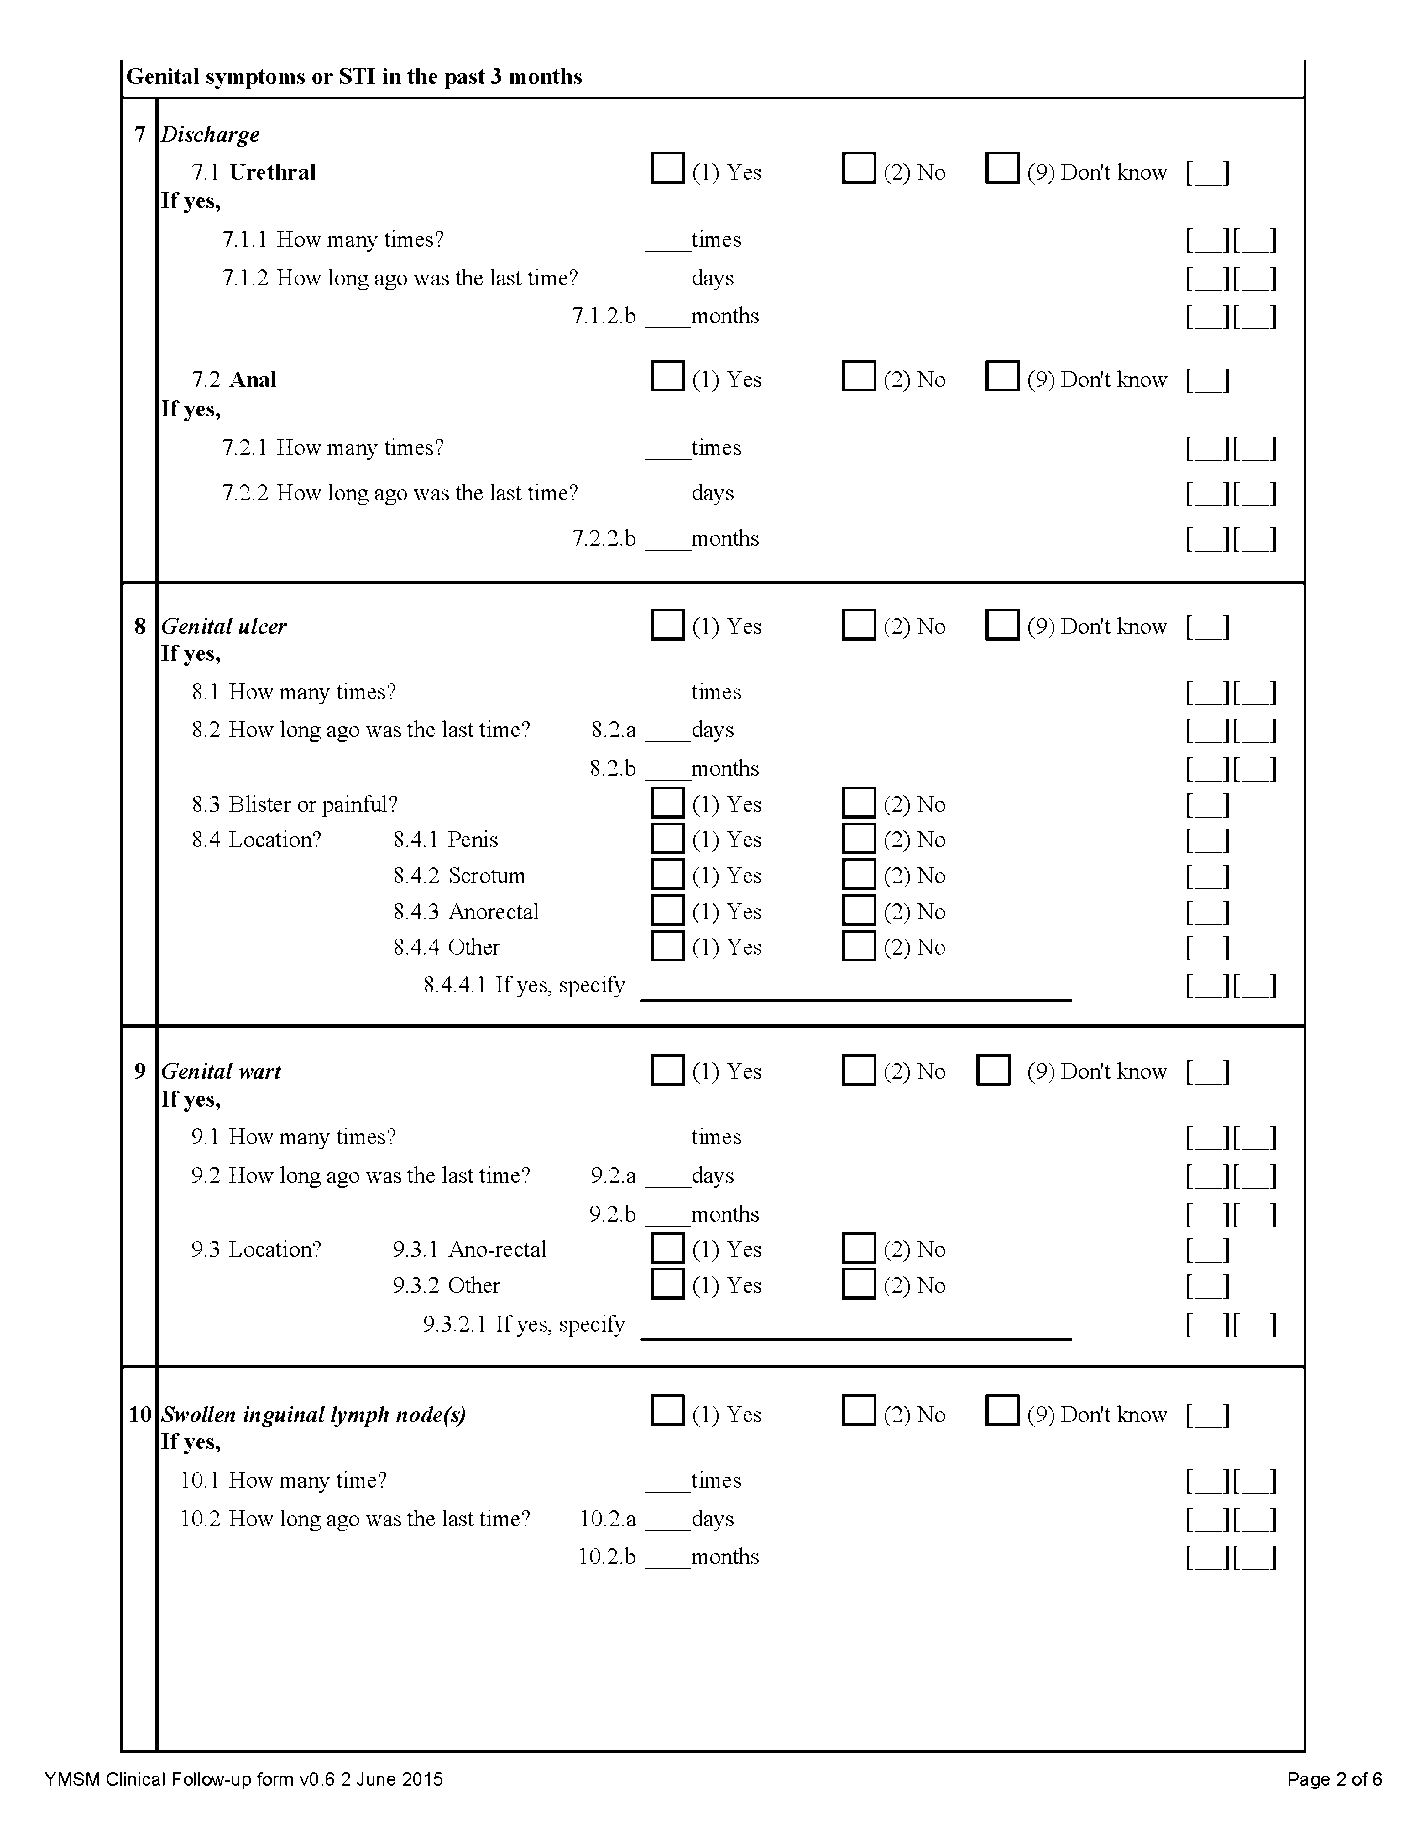 Genital symptoms or STI in the past 3 months
7 Discharge
7.1 Urethral (1) Yes (2) No (9) Don't know [__]
If yes,
7.1.1 How many times? ____times [__][__]
7.1.2 How long ago was the last time? days [__][__]
7.1.2.b ____months [__][__]
7.2 Anal (1) Yes (2) No (9) Don't know [__]
If yes,
7.2.1 How many times? ____times [__][__]
7.2.2 How long ago was the last time? days [__][__]
7.2.2.b ____months [__][__]
8 Genital ulcer (1) Yes (2) No (9) Don't know [__]
If yes,
8.1 How many times? times [__][__]
8.2 How long ago was the last time? 8.2.a ____days [__][__]
8.2.b ____months [__][__]
8.3 Blister or painful? (1) Yes (2) No [__]
8.4 Location? 8.4.1 Penis (1) Yes (2) No [__]
8.4.2 Scrotum (1) Yes (2) No [__]
8.4.3 Anorectal (1) Yes (2) No [__]
8.4.4 Other (1) Yes (2) No [ ]
8.4.4.1 If yes, specify ____ [__][__]
9 Genital wart (1) Yes (2) No (9) Don't know [__]
If yes,
9.1 How many times? times [__][__]
9.2 How long ago was the last time? 9.2.a ____days [__][__]
9.2.b ____months [ ][ ]
9.3 Location? 9.3.1 Ano-rectal (1) Yes (2) No [__]
9.3.2 Other (1) Yes (2) No [__]
9.3.2.1 If yes, specify ____ [ ][ ]
10 Swollen inguinal lymph node(s) (1) Yes (2) No (9) Don't know [__]
If yes,
10.1 How many time? ____times [__][__]
10.2 How long ago was the last time? 10.2.a ____days [__][__]
10.2.b ____months [__][__]
YMSM Clinical Follow-up form v0.6 2 June 2015 Page 2 of 6